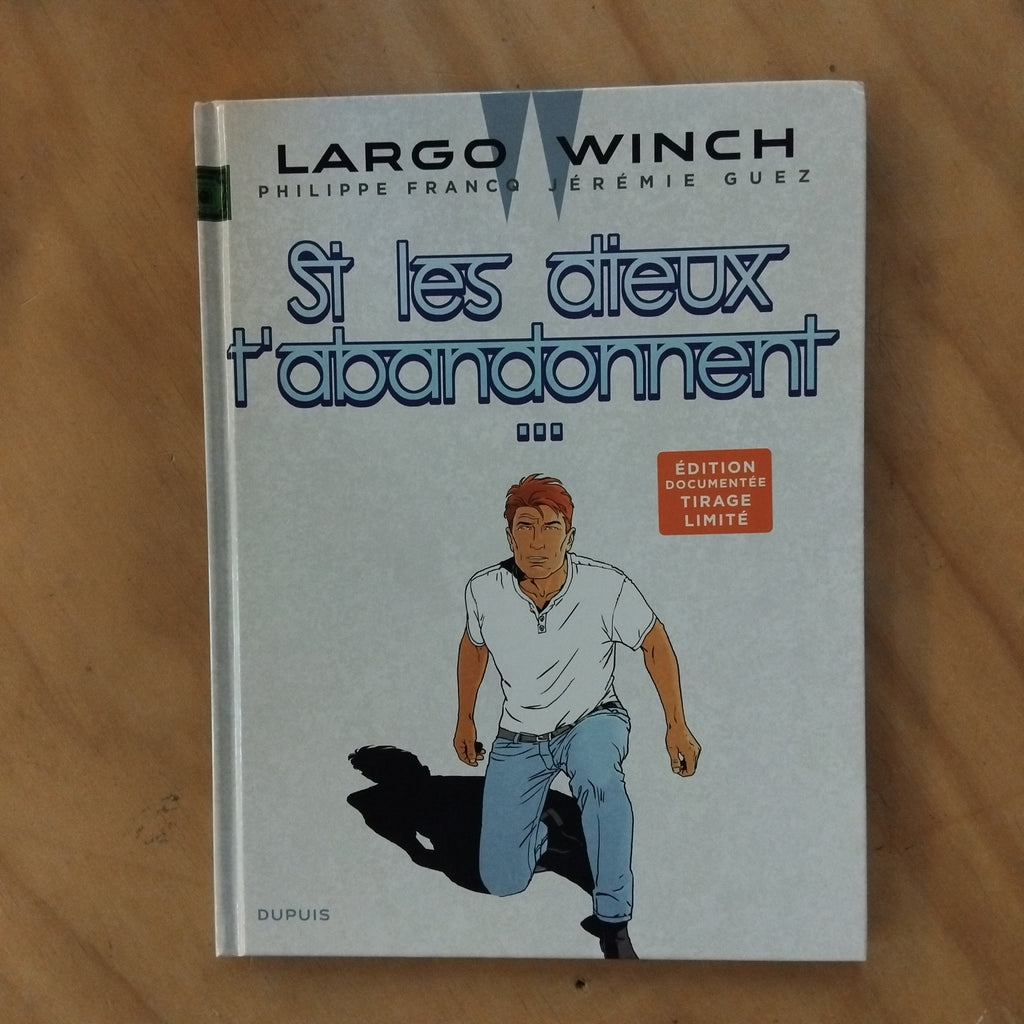 LARGO WINCH
PHILIPPE FRANCQ JÉRÉMIE GUEZ
Si les dieux
t'abandonnent
...
ÉDITION
DOCUMENTÉE
TIRAGE
LIMITÉ
DUPUIS